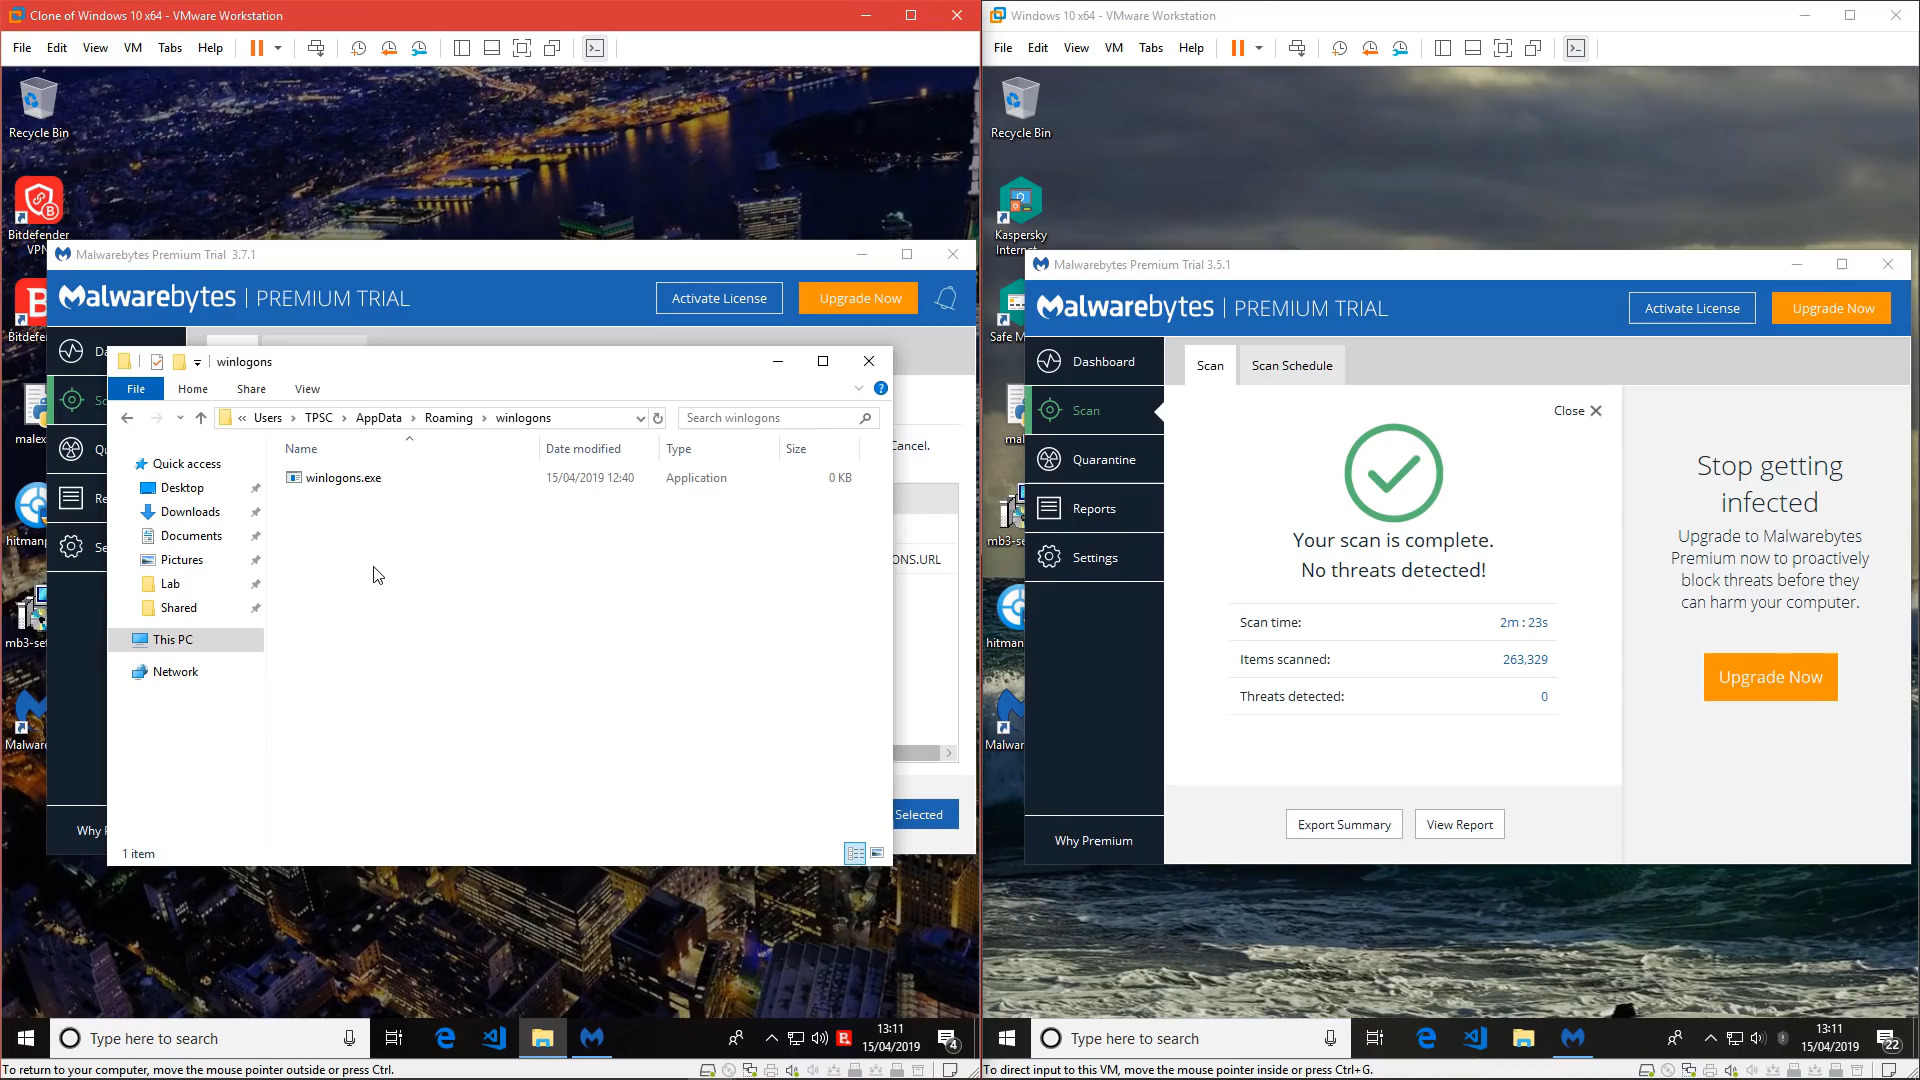 Clone of Windows 10 x64 - VMware Workstation
File Edit View VM Tabs Help
Recycle Bin
Bitdefender
VPN
Bitdefen
malex
hitmanp
mb3-set
Malware
Malwarebytes Premium Trial 3.7.1
Malwarebytes | PREMIUM TRIAL
Activate License
Upgrade Now
Da
Sc
Qu
Re
Se
Why P
Cancel.
ONS.URL
Selected
winlogons
File Home Share View
« Users > TPSC > AppData > Roaming > winlogons
Search winlogons
Name Date modified Type Size
winlogons.exe 15/04/2019 12:40 Application 0 KB
Quick access
Desktop
Downloads
Documents
Pictures
Lab
Shared
This PC
Network
1 item
Type here to search
13:11
15/04/2019
4
To return to your computer, move the mouse pointer outside or press Ctrl.
Windows 10 x64 - VMware Workstation
File Edit View VM Tabs Help
Recycle Bin
Kaspersky
Internet
Safe M
mal
mb3-se
hitman
Malwar
Malwarebytes Premium Trial 3.5.1
Malwarebytes | PREMIUM TRIAL
Activate License
Upgrade Now
Dashboard
Scan
Quarantine
Reports
Settings
Why Premium
Scan
Scan Schedule
Close
Your scan is complete.
No threats detected!
Scan time: 2m : 23s
Items scanned: 263,329
Threats detected: 0
Export Summary
View Report
Stop getting
infected
Upgrade to Malwarebytes
Premium now to proactively
block threats before they
can harm your computer.
Upgrade Now
Type here to search
13:11
15/04/2019
22
To direct input to this VM, move the mouse pointer inside or press Ctrl+G.